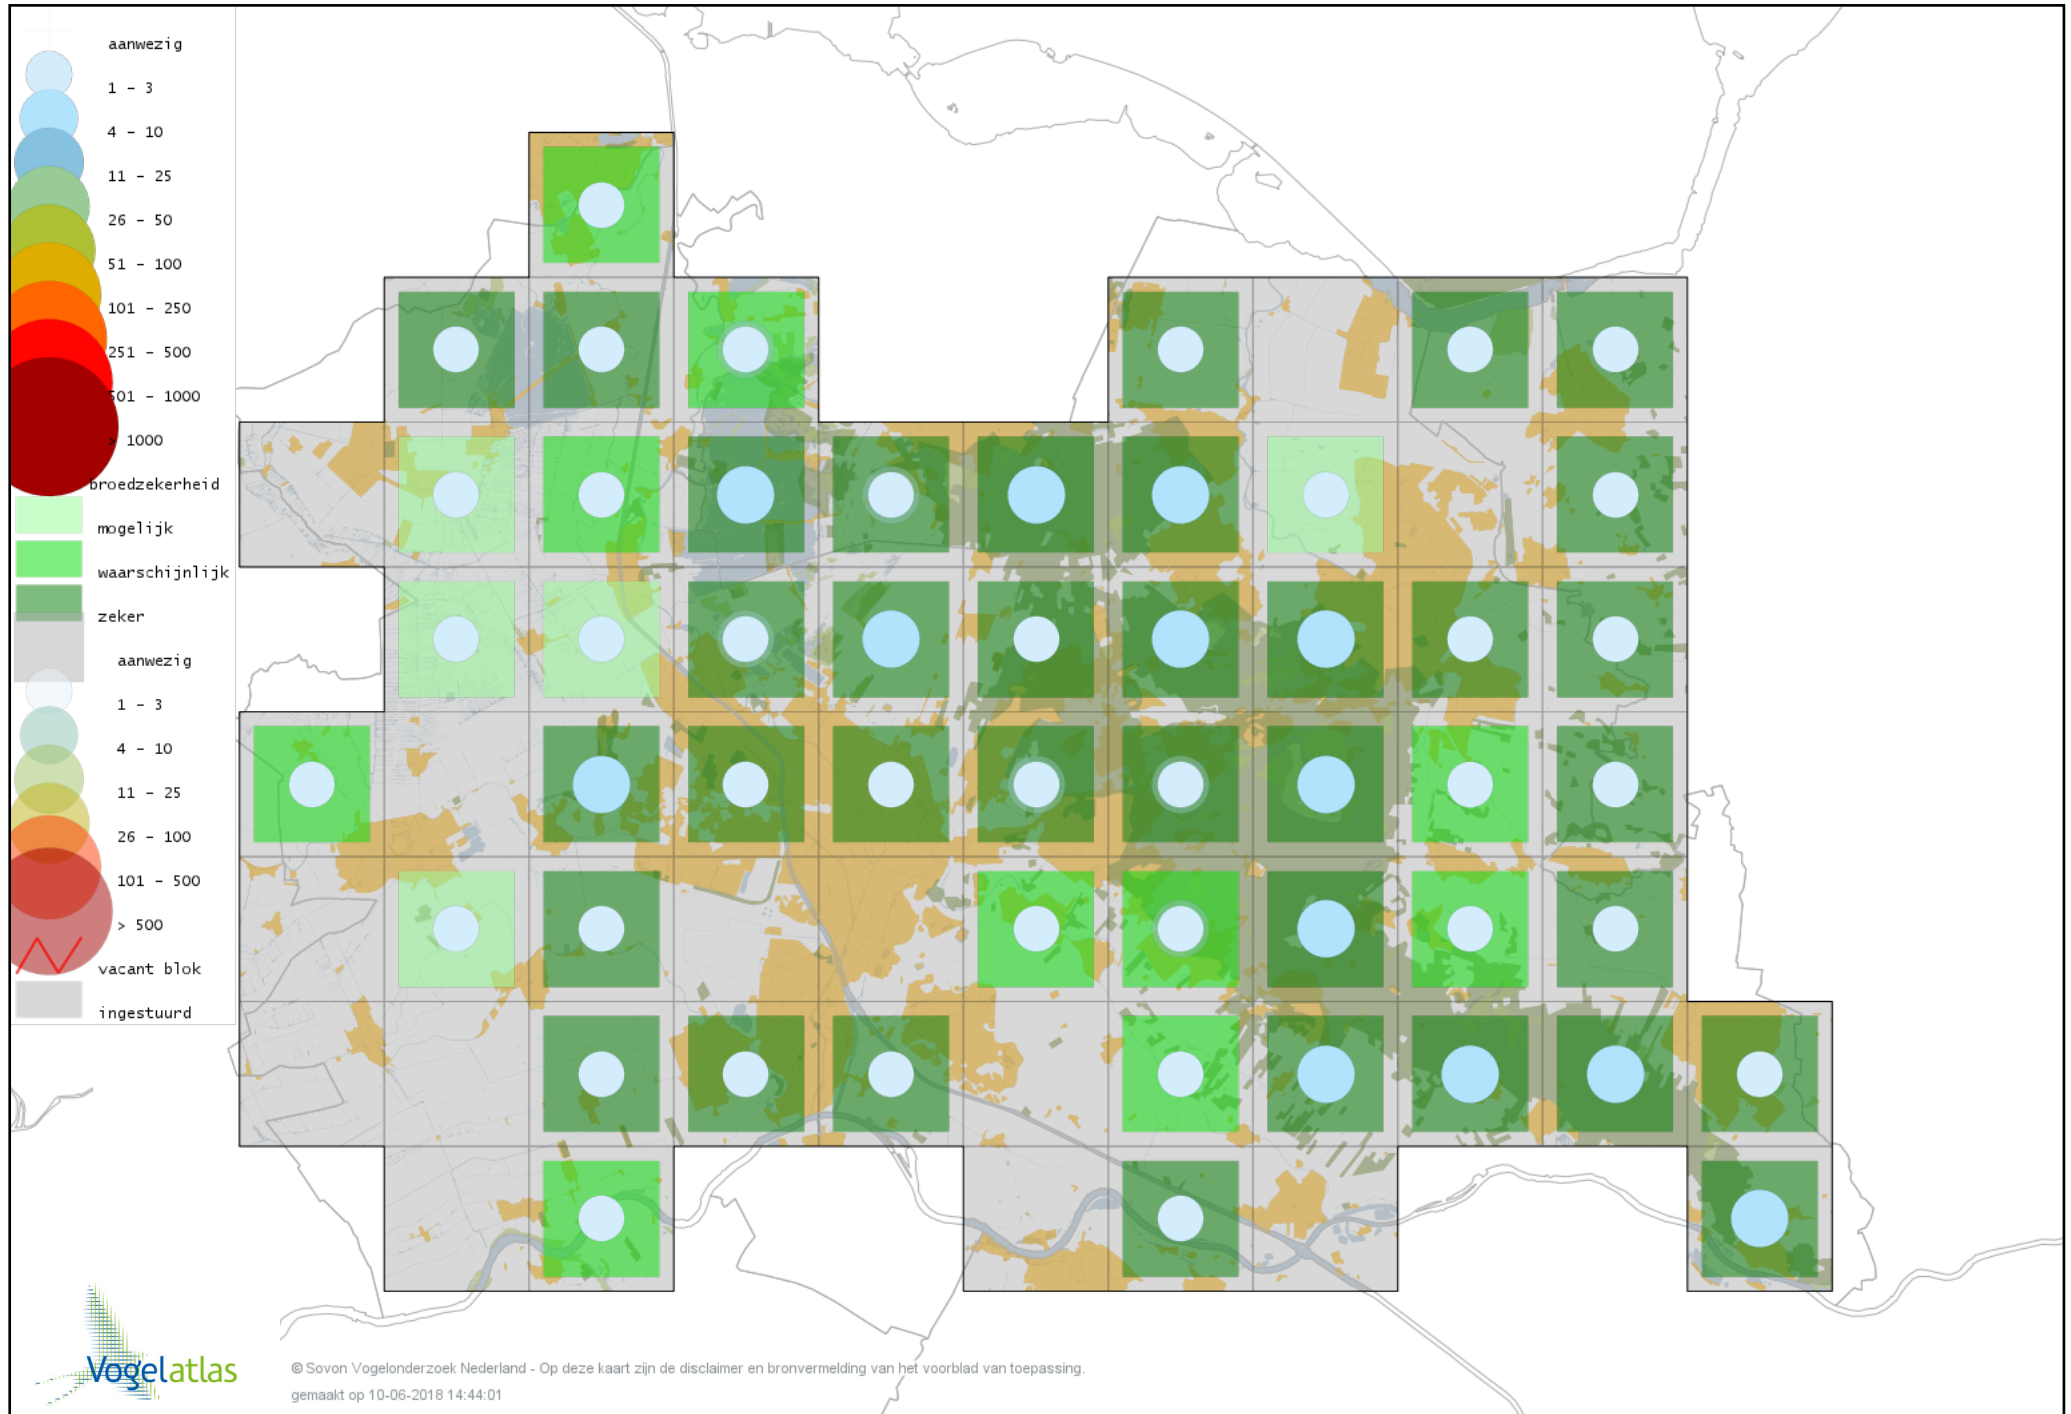 aanwezig
1 - 3
4 - 10
11 - 25
26 - 50
51 - 100
101 - 250
251 - 500
501 - 1000
> 1000
broedzekerheid
mogelijk
waarschijnlijk
zeker
aanwezig
1 - 3
4 - 10
11 - 25
26 - 100
101 - 500
> 500
vacant blok
ingestuurd
Vogelatlas
© Sovon Vogelonderzoek Nederland - Op deze kaart zijn de disclaimer en bronvermelding van het voorblad van toepassing.
gemaakt op 10-06-2018 14:44:01